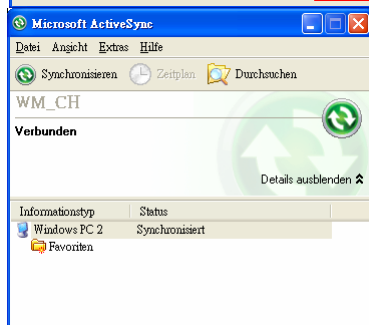 Microsoft ActiveSync
Datei Ansicht Extras Hilfe
Synchronisieren Zeitplan Durchsuchen
WM_CH
Verbunden
Details ausblenden
Informationstyp Status
Windows PC 2 Synchronisiert
Favoriten